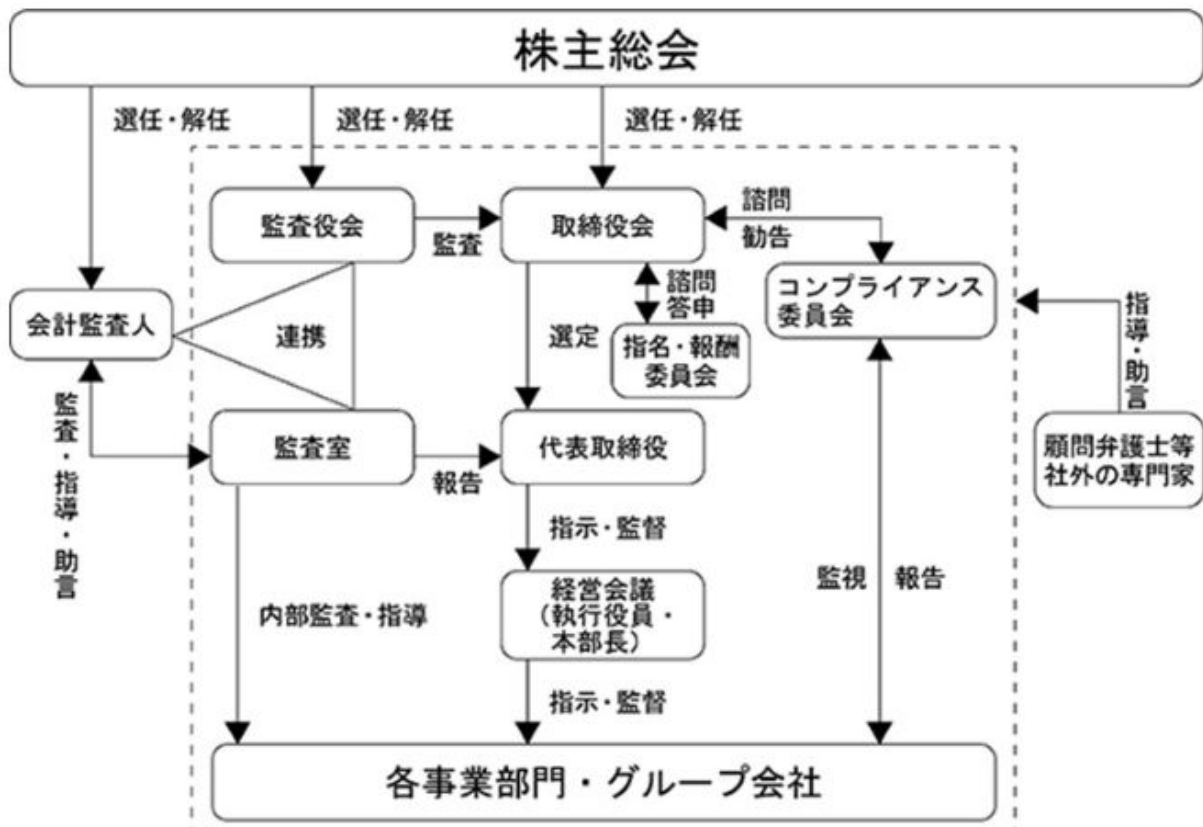 株主総会
選任・解任
選任・解任
選任・解任
監査役会
監査
取締役会
諮問
勧告
コンプライアンス
委員会
諮問
答申
指名・報酬
委員会
会計監査人
連携
選定
指導・助言
監査・指導・助言
監査室
報告
代表取締役
顧問弁護士等
社外の専門家
指示・監督
内部監査・指導
経営会議
（執行役員・
本部長）
監視
報告
指示・監督
各事業部門・グループ会社